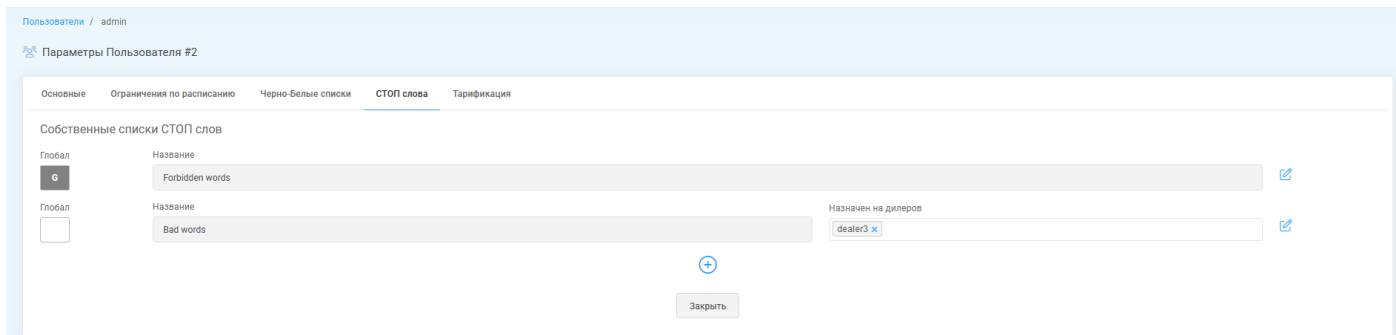 Пользователи / admin
Параметры Пользователя #2
Основные Ограничения по расписанию Черно-Белые списки СТОП слова Тарификация
Собственные списки СТОП слов
Глобал Название
G Forbidden words
Глобал Название Назначен на дилеров
Bad words dealer3 ×
Закрыть